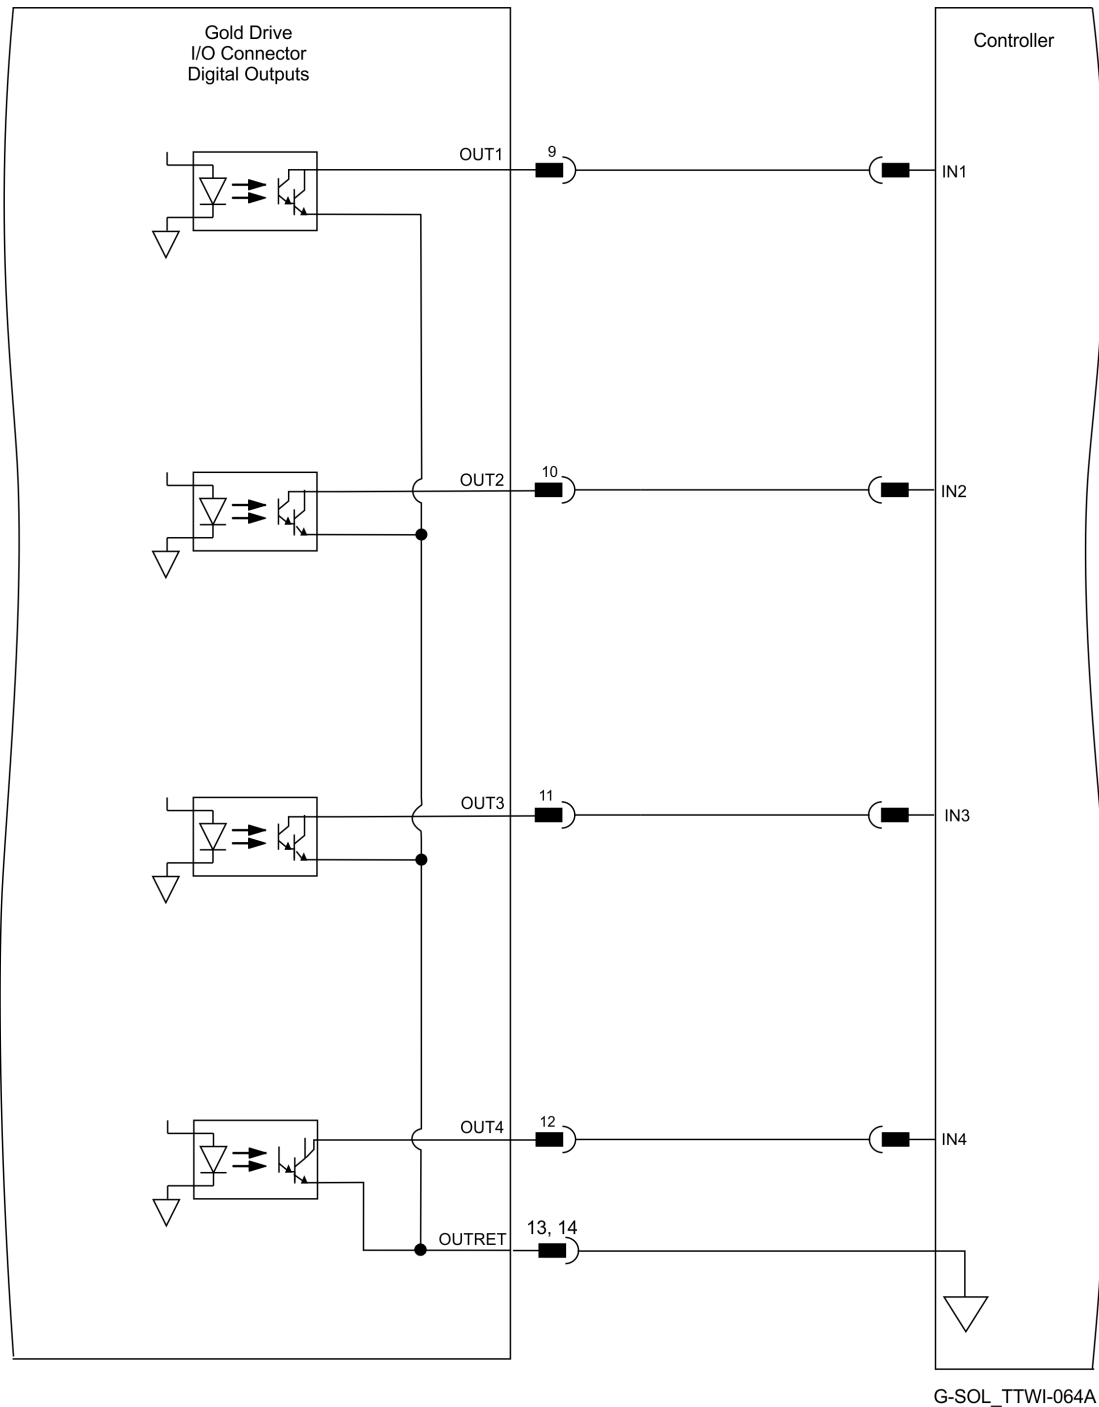 Gold Drive
I/O Connector
Digital Outputs
Controller
OUT1
9
IN1
OUT2
10
IN2
OUT3
11
IN3
OUT4
12
IN4
OUTRET
13, 14
G-SOL_TTWI-064A